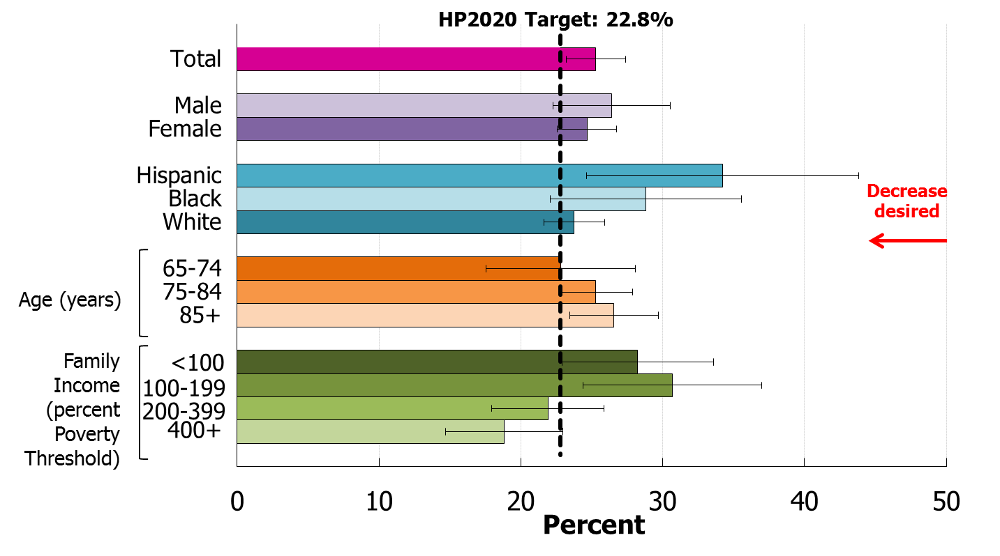 HP2020 Target: 22.8%
Total
Male
Female
Hispanic
Black
White
Decrease
desired
Age (years)
65-74
75-84
85+
Family
Income
(percent
Poverty
Threshold)
<100
100-199
200-399
400+
0 10 20 30 40 50
Percent